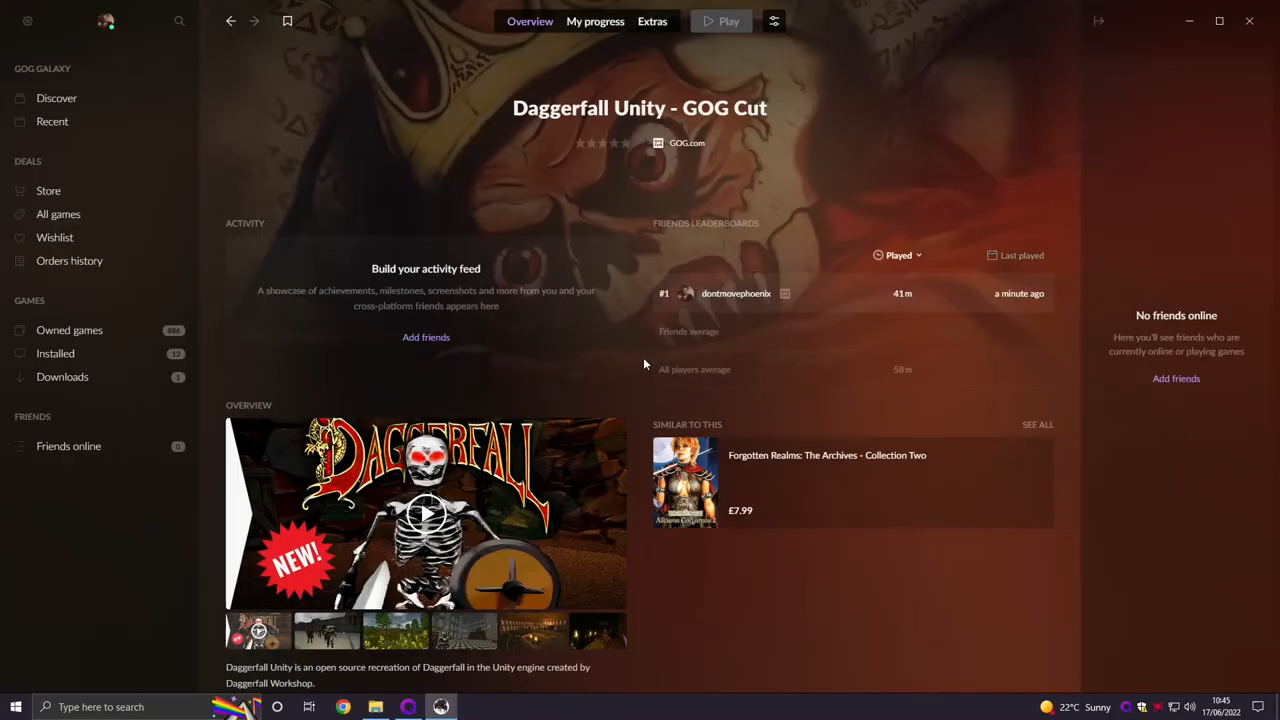 Overview
My progress
Extras
Play
GOG GALAXY
Discover
Recent
DEALS
Store
All games
Wishlist
Orders history
GAMES
Owned games 886
Installed 12
Downloads 1
FRIENDS
Friends online 0
Daggerfall Unity - GOG Cut
GOG.com
ACTIVITY
Build your activity feed
A showcase of achievements, milestones, screenshots and more from you and your
cross-platform friends appears here
Add friends
FRIENDS LEADERBOARDS
Played Last played
#1 dontmovephoenix 41m a minute ago
Friends average
All players average 58m
OVERVIEW
DAGGERFALL
NEW!
Daggerfall Unity is an open source recreation of Daggerfall in the Unity engine created by
Daggerfall Workshop.
SIMILAR TO THIS SEE ALL
Forgotten Realms: The Archives - Collection Two
£7.99
No friends online
Here you'll see friends who are
currently online or playing games
Add friends
Type here to search
22°C Sunny
10:45
17/06/2022